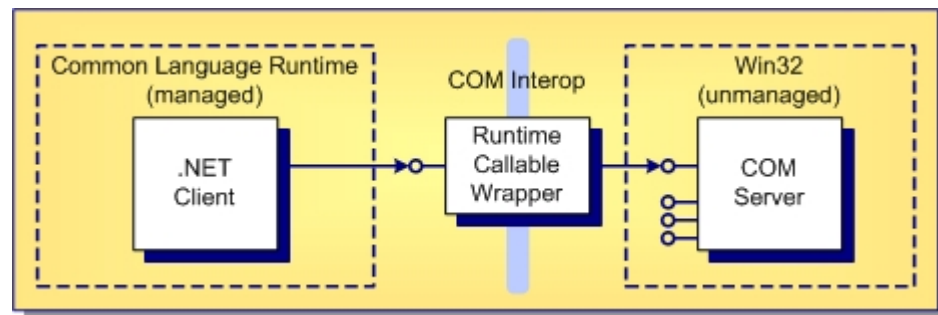 Common Language Runtime
(managed)
.NET
Client
COM Interop
Runtime
Callable
Wrapper
Win32
(unmanaged)
COM
Server